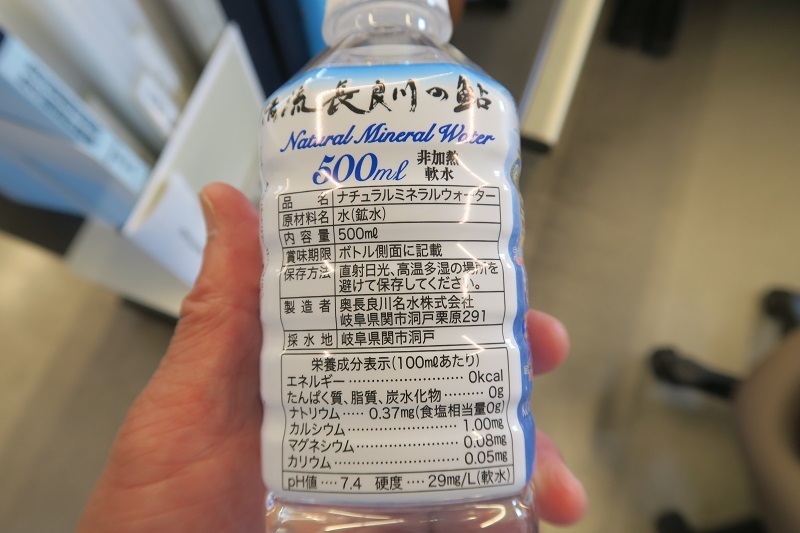 清流 長良川の鮎
Natural Mineral Water
500ml 非加熱
軟水
品名 ナチュラルミネラルウォーター
原材料名 水(鉱水)
内容量 500ml
賞味期限 ボトル側面に記載
保存方法 直射日光、高温多湿の場所を
避けて保存してください。
製造者 奥長良川名水株式会社
岐阜県関市洞戸栗原291
採水地 岐阜県関市洞戸
栄養成分表示(100mlあたり)
エネルギー……………0kcal
たんぱく質、脂質、炭水化物……0g
ナトリウム……0.37mg(食塩相当量0g)
カルシウム……………1.00mg
マグネシウム……………0.08mg
カリウム……………0.05mg
pH値……7.4 硬度……29mg/L(軟水)